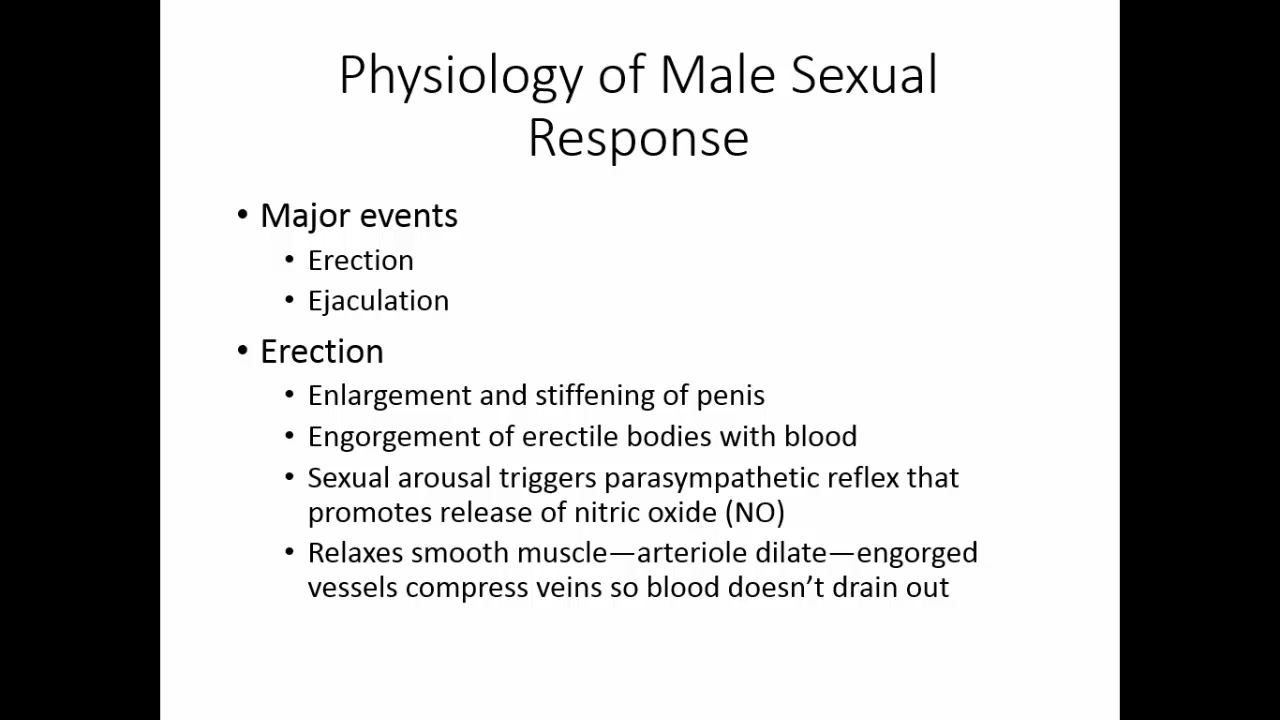 Physiology of Male Sexual
Response
• Major events
• Erection
• Ejaculation
• Erection
• Enlargement and stiffening of penis
• Engorgement of erectile bodies with blood
• Sexual arousal triggers parasympathetic reflex that
promotes release of nitric oxide (NO)
• Relaxes smooth muscle—arteriole dilate—engorged
vessels compress veins so blood doesn’t drain out